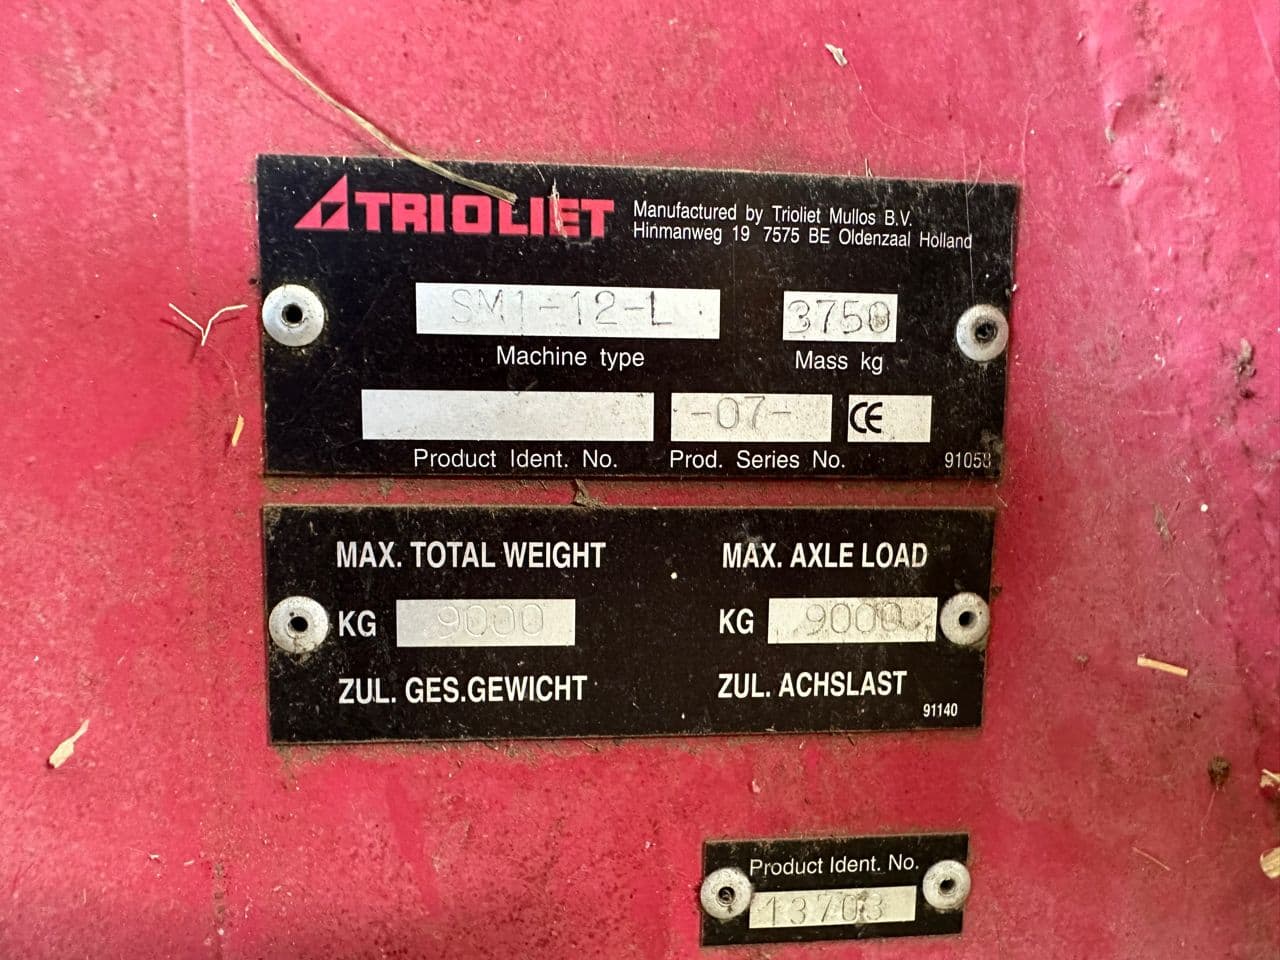 TRIOLIET
Manufactured by Trioliet Mullos B.V.
Hinmanweg 19 7575 BE Oldenzaal Holland
SM1-12-L
3750
Machine type
Mass kg
-07-
CE
Product Ident. No.
Prod. Series No.
91058
MAX. TOTAL WEIGHT
MAX. AXLE LOAD
KG 9000
KG 9000
ZUL. GES.GEWICHT
ZUL. ACHSLAST
91140
Product Ident. No.
13703